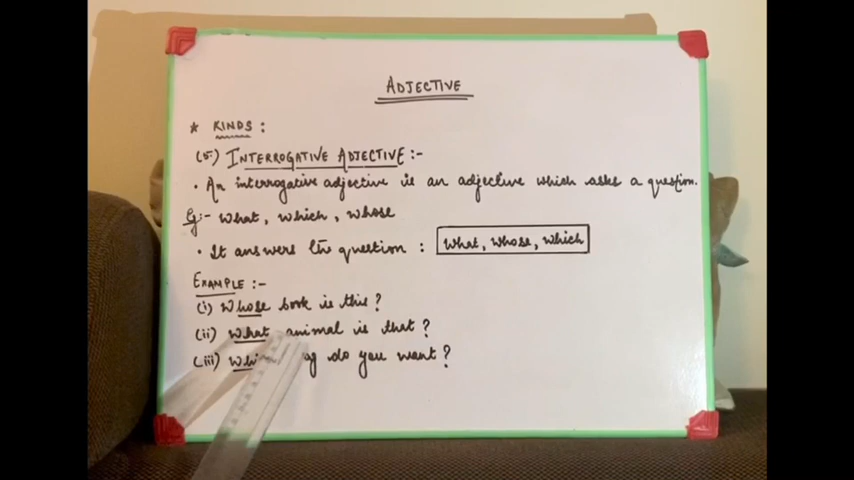 ADJECTIVE
* KINDS :
(5) INTERROGATIVE ADJECTIVE :-
• An interrogative adjective is an adjective which asks a question.
Eg:- What, which, whose
• It answers the question : what, whose, which
EXAMPLE :-
(i) Whose book is this?
(ii) What animal is that?
(iii) do you want?